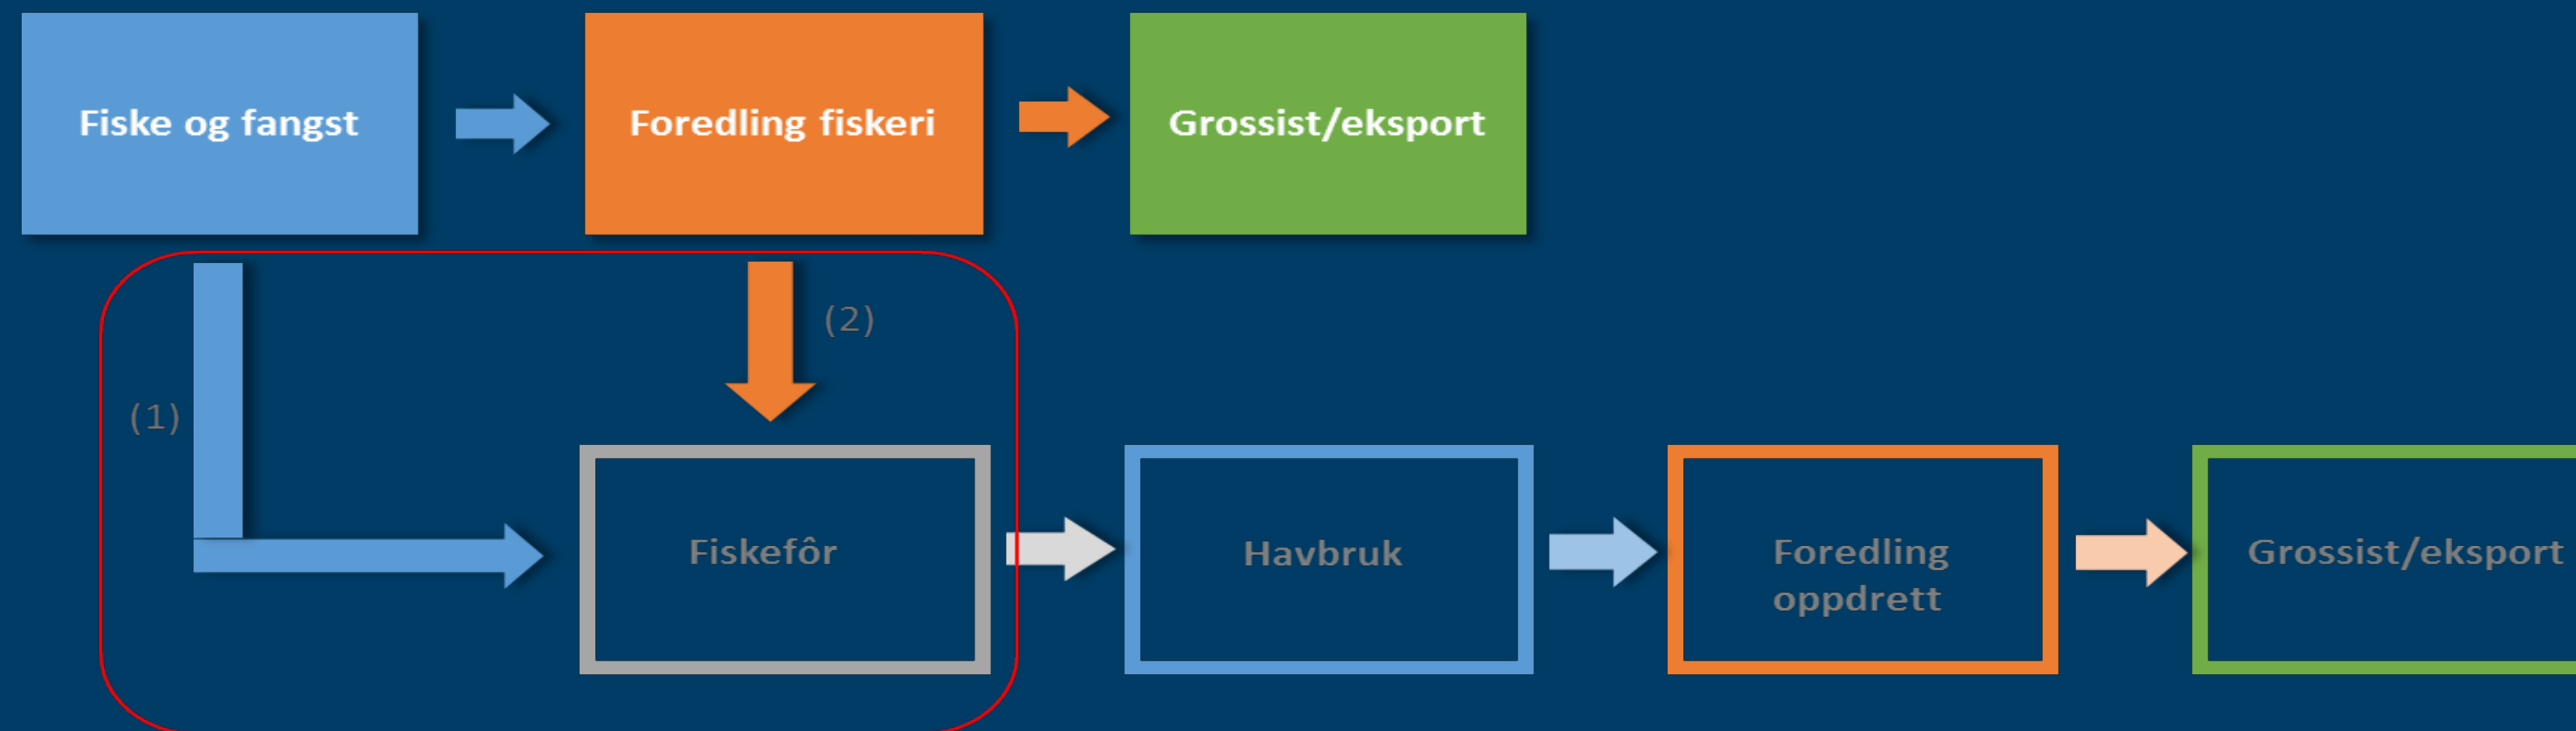 Fiske og fangst
Foredling fiskeri
Grossist/eksport
(2)
(1)
Fiskefôr
Havbruk
Foredling
oppdrett
Grossist/eksport